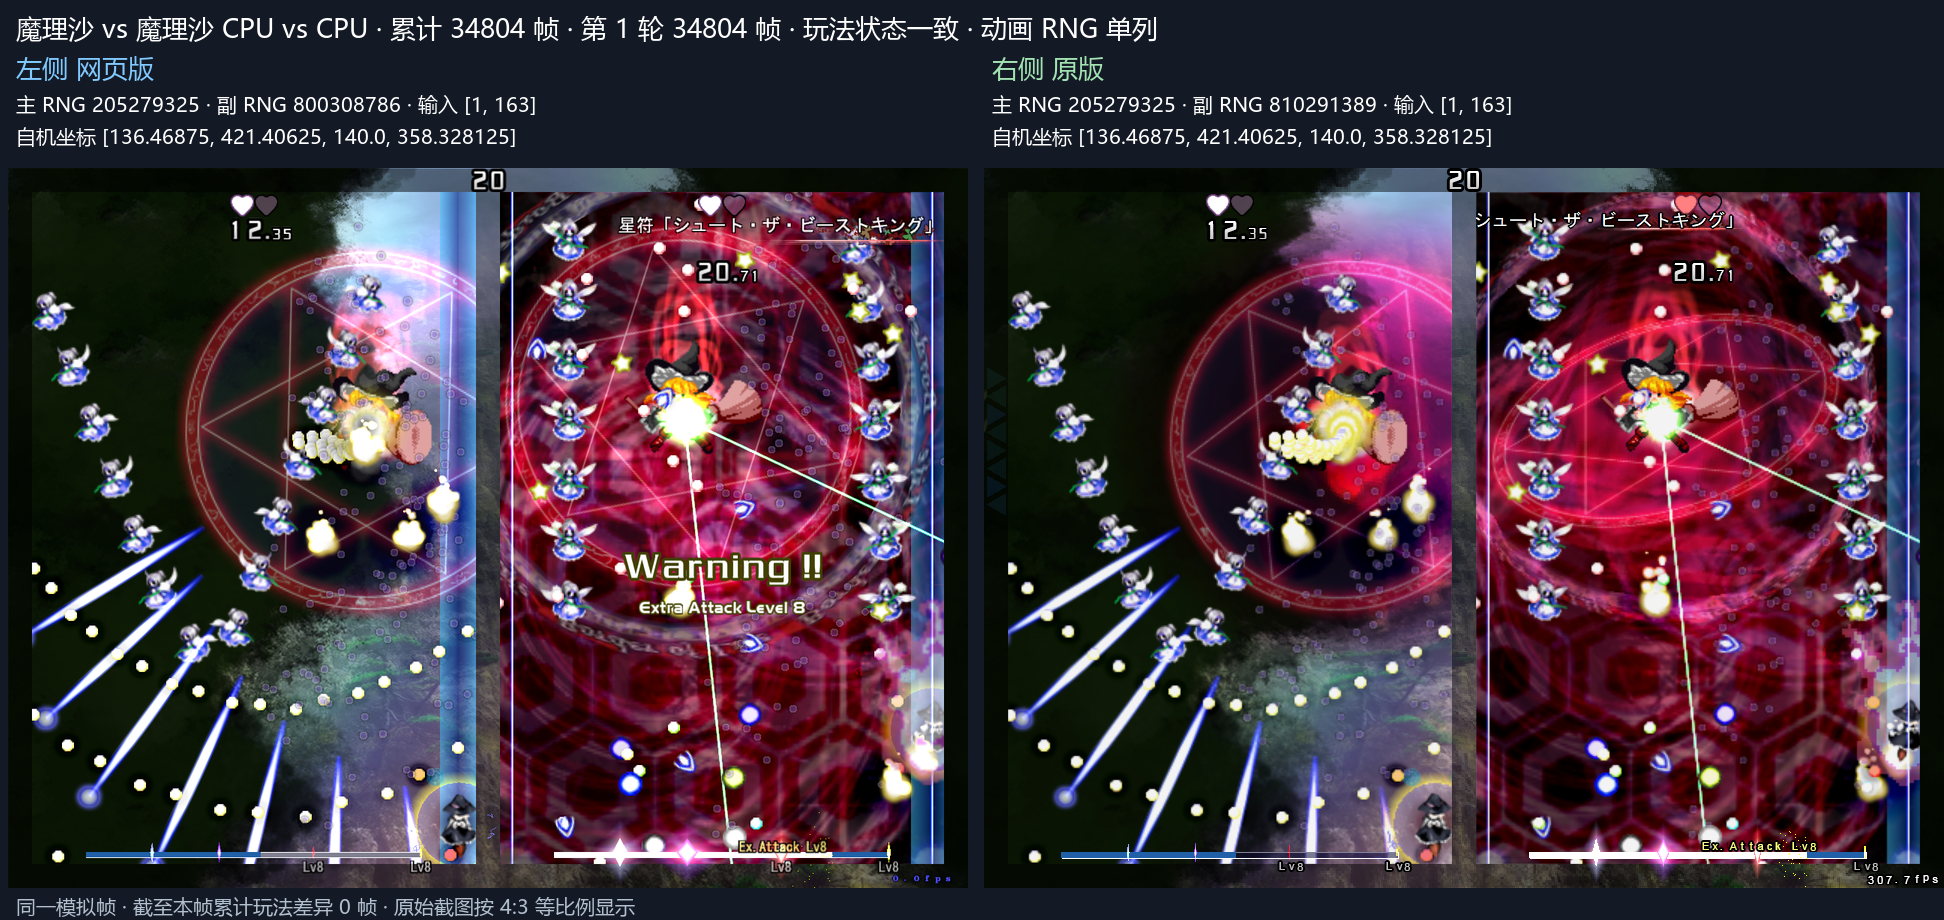 魔理沙 vs 魔理沙 CPU vs CPU · 累计 34804 帧 · 第 1 轮 34804 帧 · 玩法状态一致 · 动画 RNG 单列
左侧 网页版
主 RNG 205279325 · 副 RNG 800308786 · 输入 [1, 163]
自机坐标 [136.46875, 421.40625, 140.0, 358.328125]
右侧 原版
主 RNG 205279325 · 副 RNG 810291389 · 输入 [1, 163]
自机坐标 [136.46875, 421.40625, 140.0, 358.328125]
20
12.35
星符「シュート・ザ・ビーストキング」
20.71
Warning !!
Extra Attack Level 8
Ex.Attack Lv8
Lv8
Lv8
Lv8
Lv8
0.0fps
20
12.35
シュート・ザ・ビーストキング」
20.71
Ex. Attack Lv8
Lv8
Lv8
Lv8
307.7fps
同一模拟帧 · 截至本帧累计玩法差异 0 帧 · 原始截图按 4:3 等比例显示